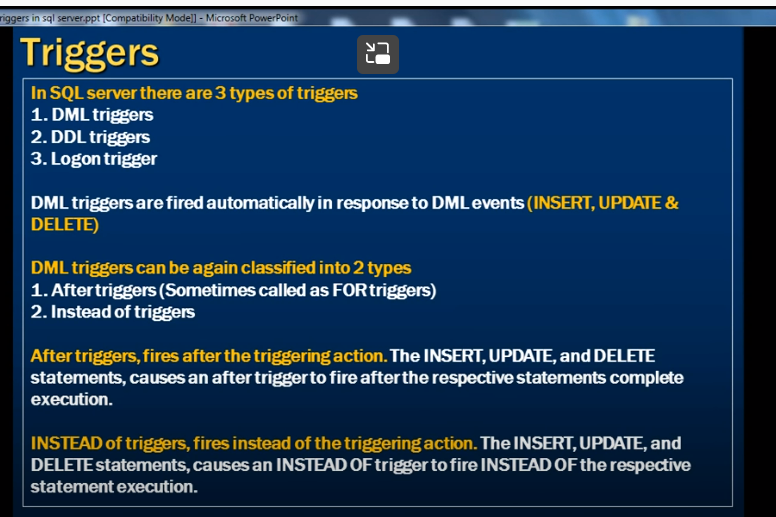 riggers in sql server.ppt [Compatibility Mode] - Microsoft PowerPoint
Triggers
In SQL server there are 3 types of triggers
1. DML triggers
2. DDL triggers
3. Logon trigger
DML triggers are fired automatically in response to DML events (INSERT, UPDATE &
DELETE)
DML triggers can be again classified into 2 types
1. After triggers (Sometimes called as FOR triggers)
2. Instead of triggers
After triggers, fires after the triggering action. The INSERT, UPDATE, and DELETE
statements, causes an after trigger to fire after the respective statements complete
execution.
INSTEAD of triggers, fires instead of the triggering action. The INSERT, UPDATE, and
DELETE statements, causes an INSTEAD OF trigger to fire INSTEAD OF the respective
statement execution.